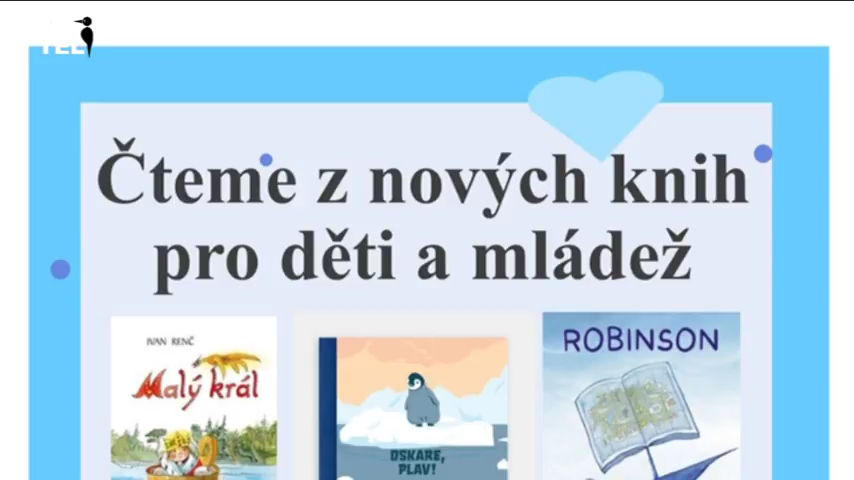 Čteme z nových knih
pro děti a mládež
IVAN RENČ
Malý král
OSKARE,
PLAV!
ROBINSON